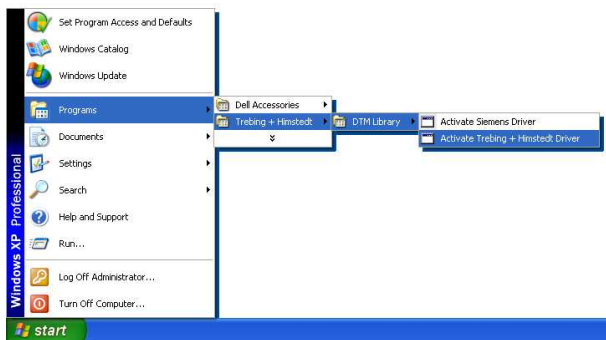 Set Program Access and Defaults
Windows Catalog
Windows Update
Programs
Documents
Settings
Search
Help and Support
Run...
Log Off Administrator...
Turn Off Computer...
Dell Accessories
Trebing + Himstedt
DTM Library
Activate Siemens Driver
Activate Trebing + Himstedt Driver
Windows XP Professional
start